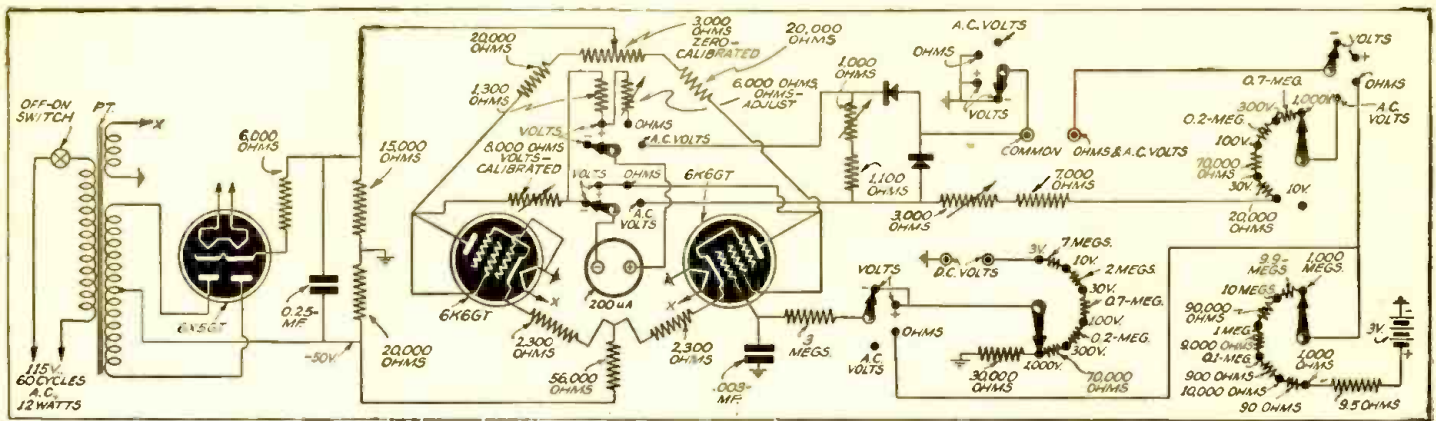 OFF-ON
SWITCH
P.T.
X
115V.
60 CYCLES
A.C.
12 WATTS
6X5GT
6,000
OHMS
0.25-
MF.
15,000
OHMS
-50V.
20,000
OHMS
20,000
OHMS
3,000
OHMS
ZERO-
CALIBRATED
20,000
OHMS
1,300
OHMS
6,000 OHMS,
OHMS-
ADJUST
VOLTS
+
OHMS
-
A.C. VOLTS
8,000 OHMS
VOLTS-
CALIBRATED
VOLTS
+
OHMS
-
A.C.
VOLTS
6K6GT
X
200 uA
6K6GT
X
2,300
OHMS
2,300
OHMS
56,000
OHMS
.003-
MF.
3
MEGS.
1,000
OHMS
1,100
OHMS
A.C. VOLTS
OHMS
+
-
VOLTS
COMMON
OHMS & A.C. VOLTS
3,000
OHMS
7,000
OHMS
-
VOLTS
+
OHMS
A.C.
VOLTS
0.7-MEG.
300V.
1,000V.
0.2-MEG.
100V.
70,000
OHMS
30V.
10V.
20,000
OHMS
VOLTS
-
+
OHMS
A.C.
VOLTS
D.C. VOLTS
3V.
7 MEGS.
10V.
2 MEGS.
30V.
0.7-MEG.
100V.
0.2-MEG.
300V.
1,000V.
70,000
OHMS
30,000
OHMS
9.9-
MEGS.
1,000
MEGS.
10 MEGS.
90,000
OHMS
1 MEG.
9,000 OHMS
0.1-MEG.
900 OHMS
10,000 OHMS
90 OHMS
1,000
OHMS
9.5 OHMS
3V.
+